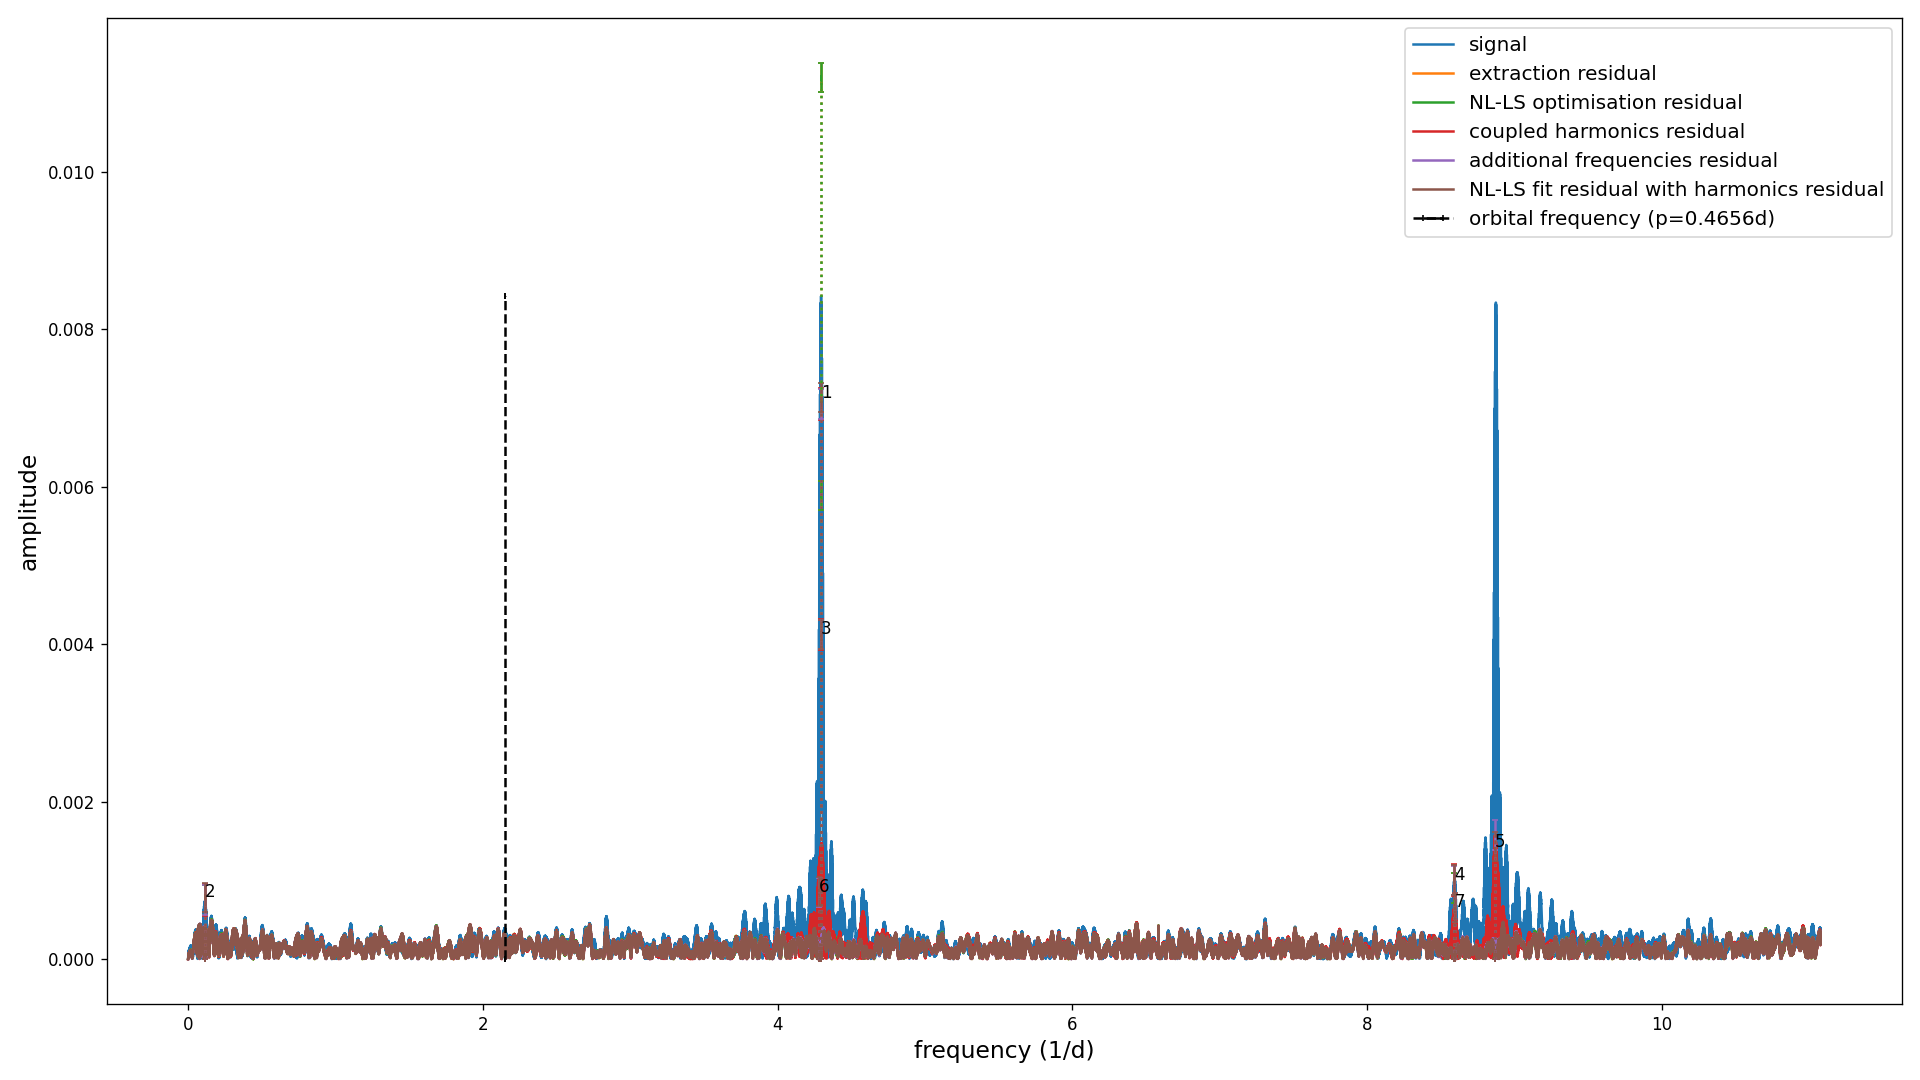 signal
extraction residual
NL-LS optimisation residual
coupled harmonics residual
additional frequencies residual
NL-LS fit residual with harmonics residual
orbital frequency (p=0.4656d)
amplitude
0.010
0.008
0.006
0.004
0.002
0.000
1
3
6
2
5
4
7
0
2
4
6
8
10
frequency (1/d)